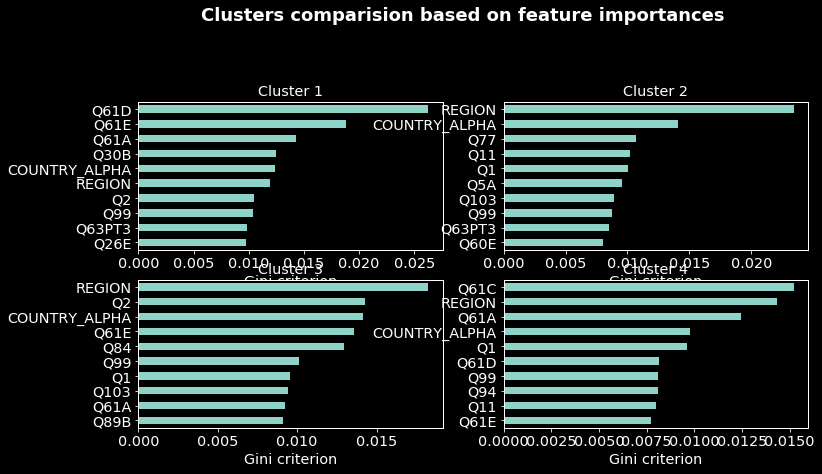 Clusters comparision based on feature importances
Cluster 1
Q61D
Q61E
Q61A
Q30B
COUNTRY_ALPHA
REGION
Q2
Q99
Q63PT3
Q26E
0.000 0.005 0.010 0.015 0.020 0.025
Gini criterion
Cluster 2
REGION
COUNTRY_ALPHA
Q77
Q11
Q1
Q5A
Q103
Q99
Q63PT3
Q60E
0.000 0.005 0.010 0.015 0.020
Gini criterion
Cluster 3
REGION
Q2
COUNTRY_ALPHA
Q61E
Q84
Q99
Q1
Q103
Q61A
Q89B
0.000 0.005 0.010 0.015
Gini criterion
Cluster 4
Q61C
REGION
Q61A
COUNTRY_ALPHA
Q1
Q61D
Q99
Q94
Q11
Q61E
0.0000 0.0025 0.0050 0.0075 0.0100 0.0125 0.0150
Gini criterion